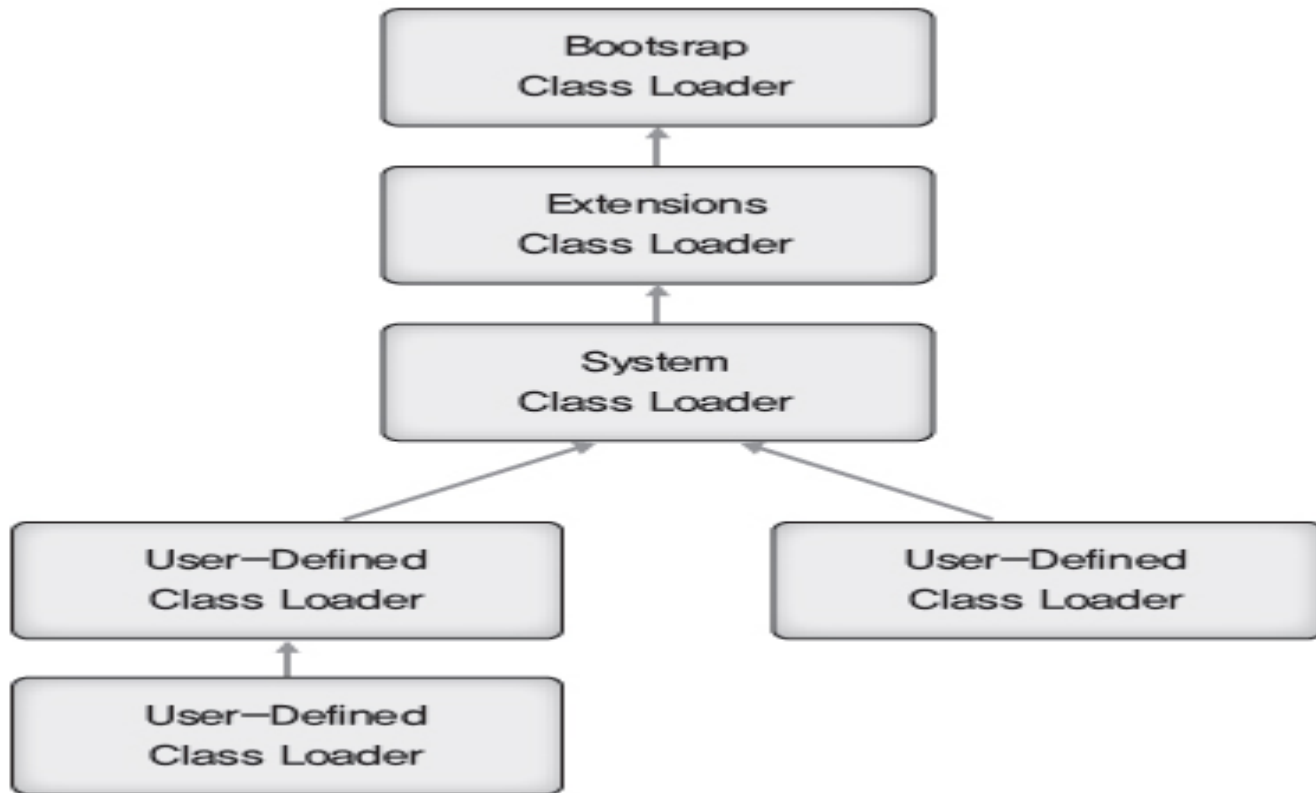 Bootsrap
Class Loader
Extensions
Class Loader
System
Class Loader
User-Defined
Class Loader
User-Defined
Class Loader
User-Defined
Class Loader